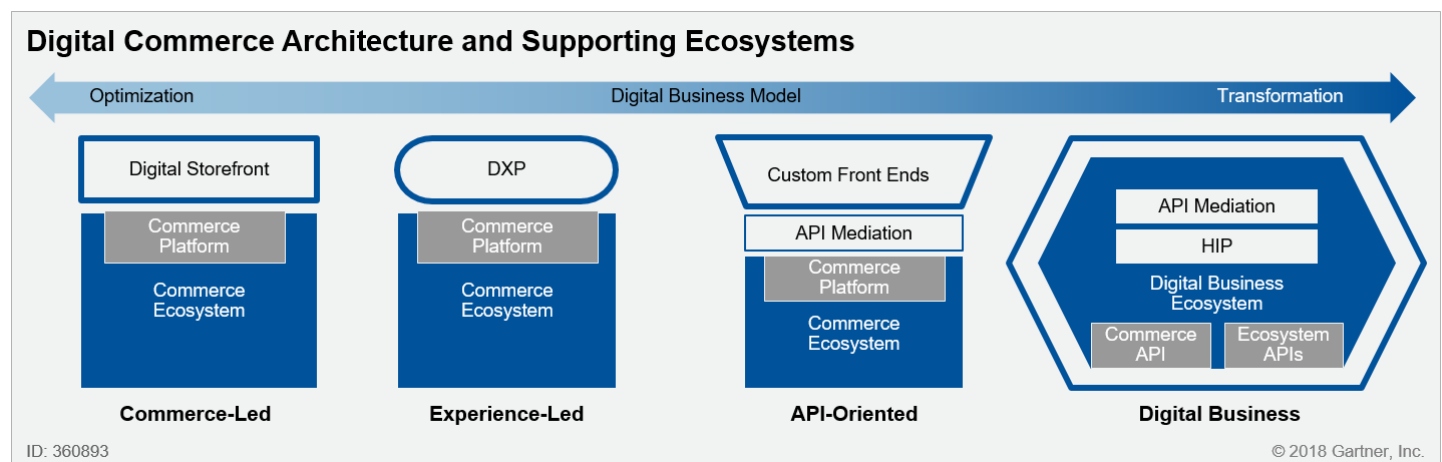 Digital Commerce Architecture and Supporting Ecosystems
Optimization
Digital Business Model
Transformation
Digital Storefront
Commerce
Platform
Commerce
Ecosystem
Commerce-Led
DXP
Commerce
Platform
Commerce
Ecosystem
Experience-Led
Custom Front Ends
API Mediation
Commerce
Platform
Commerce
Ecosystem
API-Oriented
API Mediation
HIP
Digital Business
Ecosystem
Commerce
API
Ecosystem
APIs
Digital Business
ID: 360893
© 2018 Gartner, Inc.